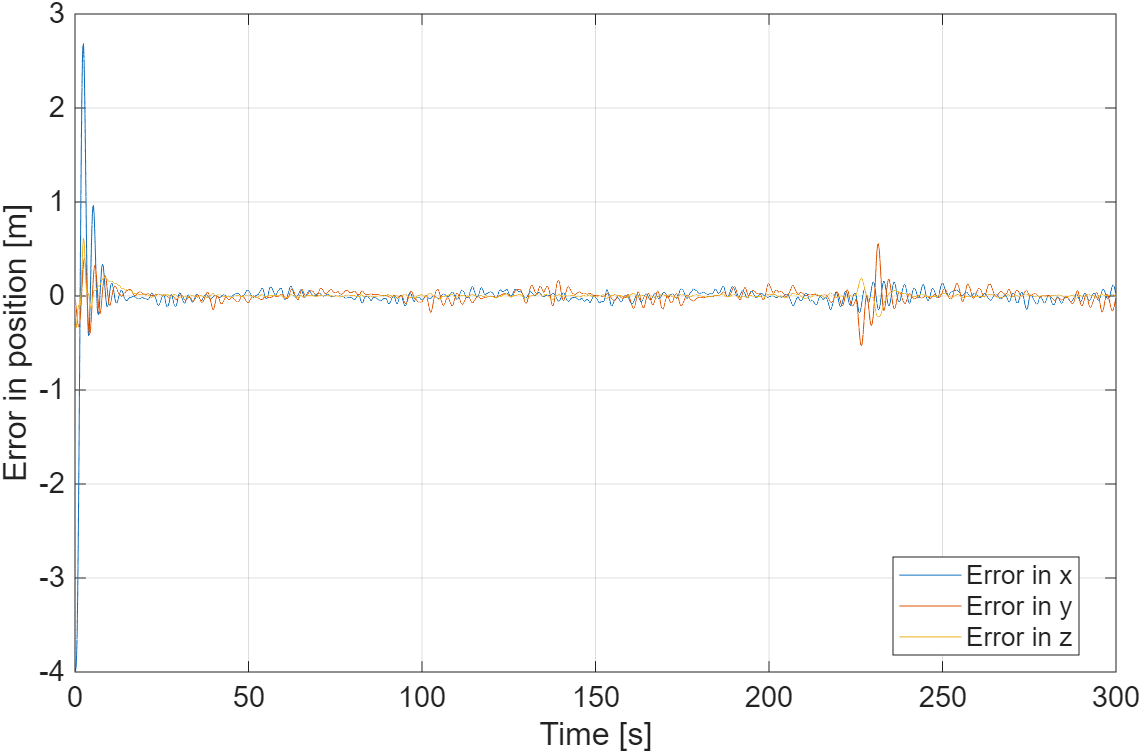 3
2
1
0
-1
-2
-3
-4
Error in position [m]
0 50 100 150 200 250 300
Time [s]
Error in x
Error in y
Error in z